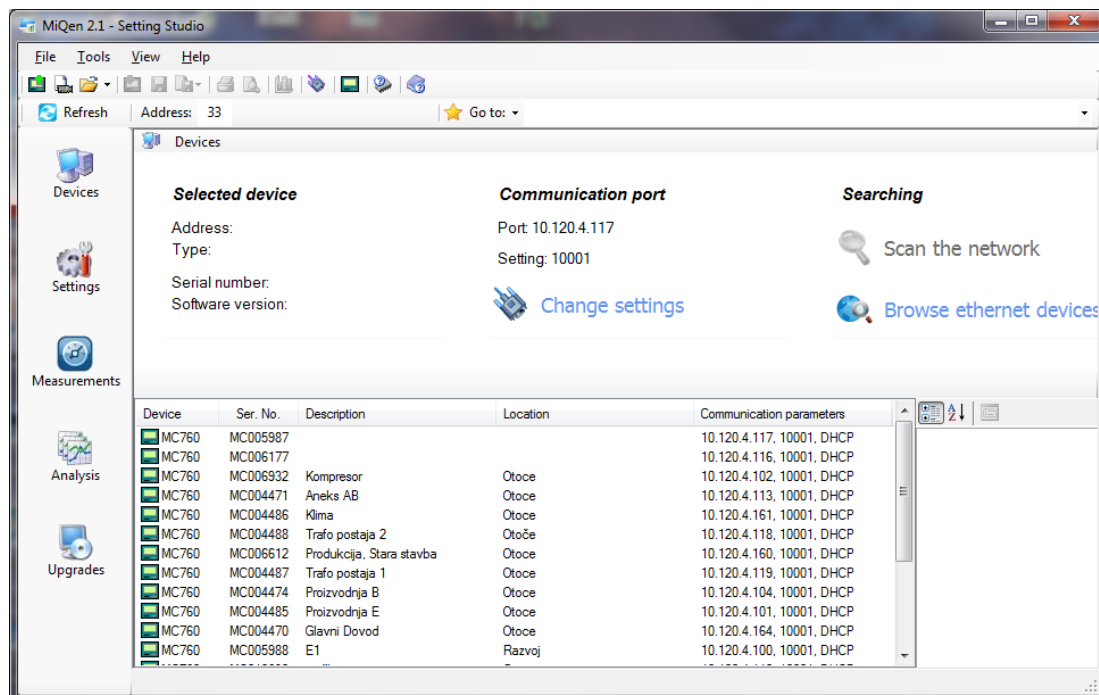 MiQen 2.1 - Setting Studio
File Tools View Help
Refresh Address: 33 Go to:
Devices
Settings
Measurements
Analysis
Upgrades
Devices
Selected device
Address:
Type:
Serial number:
Software version:
Communication port
Port: 10.120.4.117
Setting: 10001
Change settings
Searching
Scan the network
Browse ethernet devices
Device Ser. No. Description Location Communication parameters
MC760 MC005987 10.120.4.117, 10001, DHCP
MC760 MC006177 10.120.4.116, 10001, DHCP
MC760 MC006932 Kompresor Otoce 10.120.4.102, 10001, DHCP
MC760 MC004471 Aneks AB Otoce 10.120.4.113, 10001, DHCP
MC760 MC004486 Klima Otoce 10.120.4.161, 10001, DHCP
MC760 MC004488 Trafo postaja 2 Otoče 10.120.4.118, 10001, DHCP
MC760 MC006612 Produkcija, Stara stavba Otoce 10.120.4.160, 10001, DHCP
MC760 MC004487 Trafo postaja 1 Otoce 10.120.4.119, 10001, DHCP
MC760 MC004474 Proizvodnja B Otoce 10.120.4.104, 10001, DHCP
MC760 MC004485 Proizvodnja E Otoce 10.120.4.101, 10001, DHCP
MC760 MC004470 Glavni Dovod Otoce 10.120.4.164, 10001, DHCP
MC760 MC005988 E1 Razvoj 10.120.4.100, 10001, DHCP